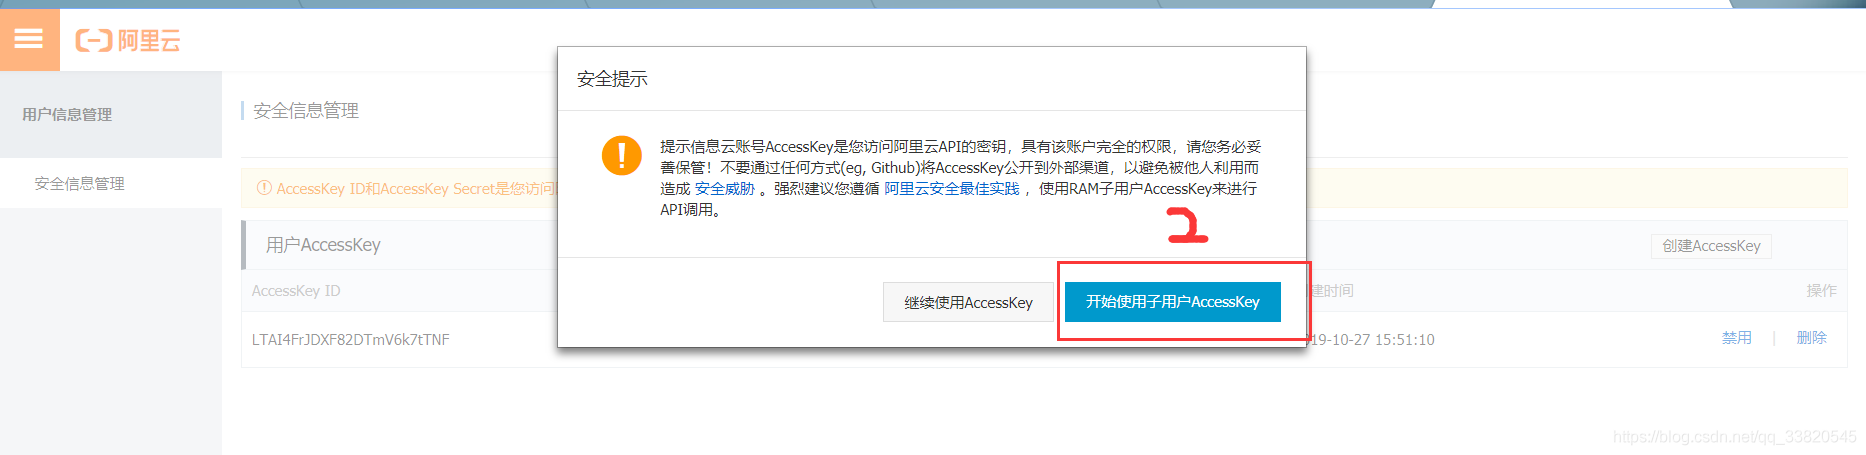 阿里云
用户信息管理
安全信息管理
安全信息管理
AccessKey ID和AccessKey Secret是您访问
用户AccessKey
创建AccessKey
AccessKey ID
建时间
操作
LTAI4FrJDXF82DTmV6k7tTNF
19-10-27 15:51:10
禁用 | 删除
安全提示
提示信息云账号AccessKey是您访问阿里云API的密钥，具有该账户完全的权限，请您务必妥
善保管！不要通过任何方式(eg, Github)将AccessKey公开到外部渠道，以避免被他人利用而
造成 安全威胁 。强烈建议您遵循 阿里云安全最佳实践 ，使用RAM子用户AccessKey来进行
API调用。
2
继续使用AccessKey
开始使用子用户AccessKey
https://blog.csdn.net/qq_33820545